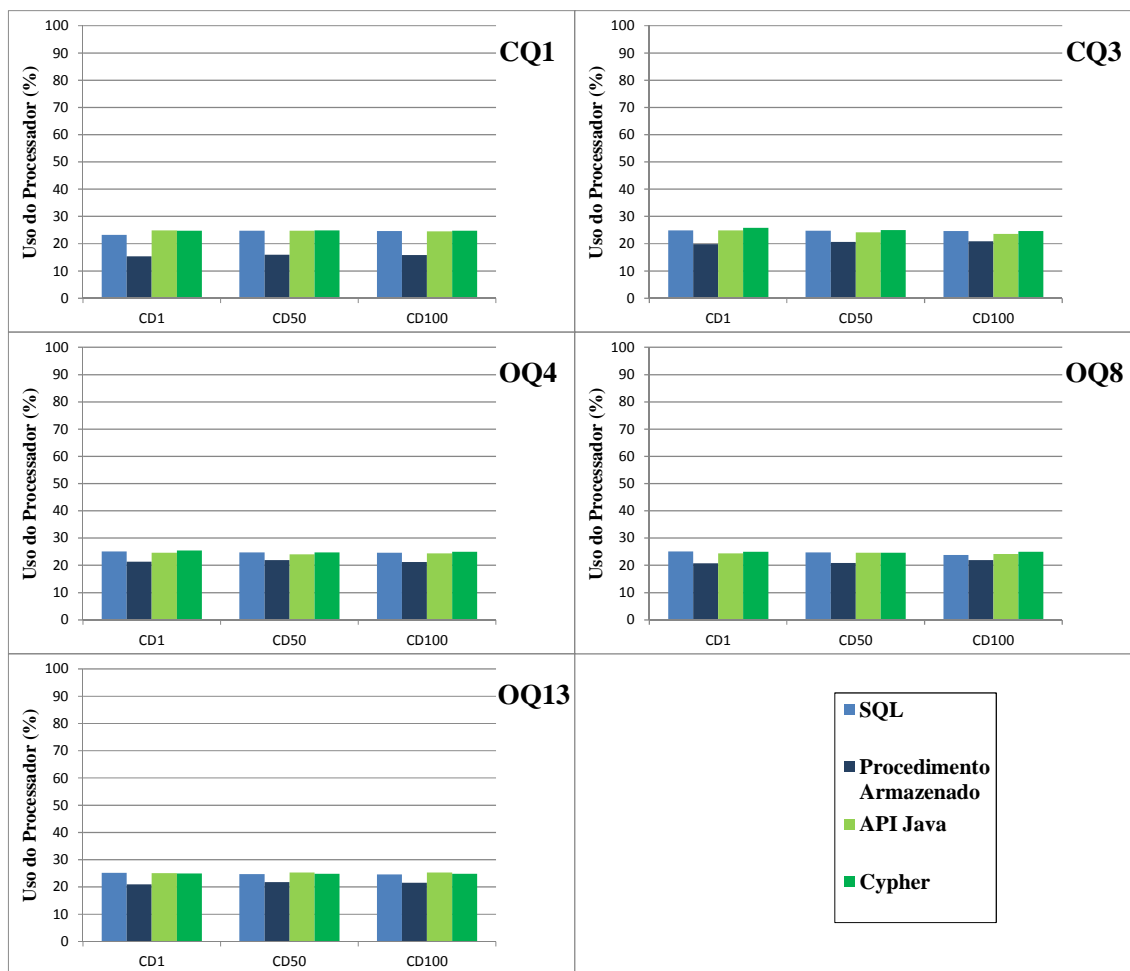 CQ1
Uso do Processador (%)
100
90
80
70
60
50
40
30
20
10
0
CD1 CD50 CD100
CQ3
Uso do Processador (%)
100
90
80
70
60
50
40
30
20
10
0
CD1 CD50 CD100
OQ4
Uso do Processador (%)
100
90
80
70
60
50
40
30
20
10
0
CD1 CD50 CD100
OQ8
Uso do Processador (%)
100
90
80
70
60
50
40
30
20
10
0
CD1 CD50 CD100
OQ13
Uso do Processador (%)
100
90
80
70
60
50
40
30
20
10
0
CD1 CD50 CD100
SQL
Procedimento
Armazenado
API Java
Cypher